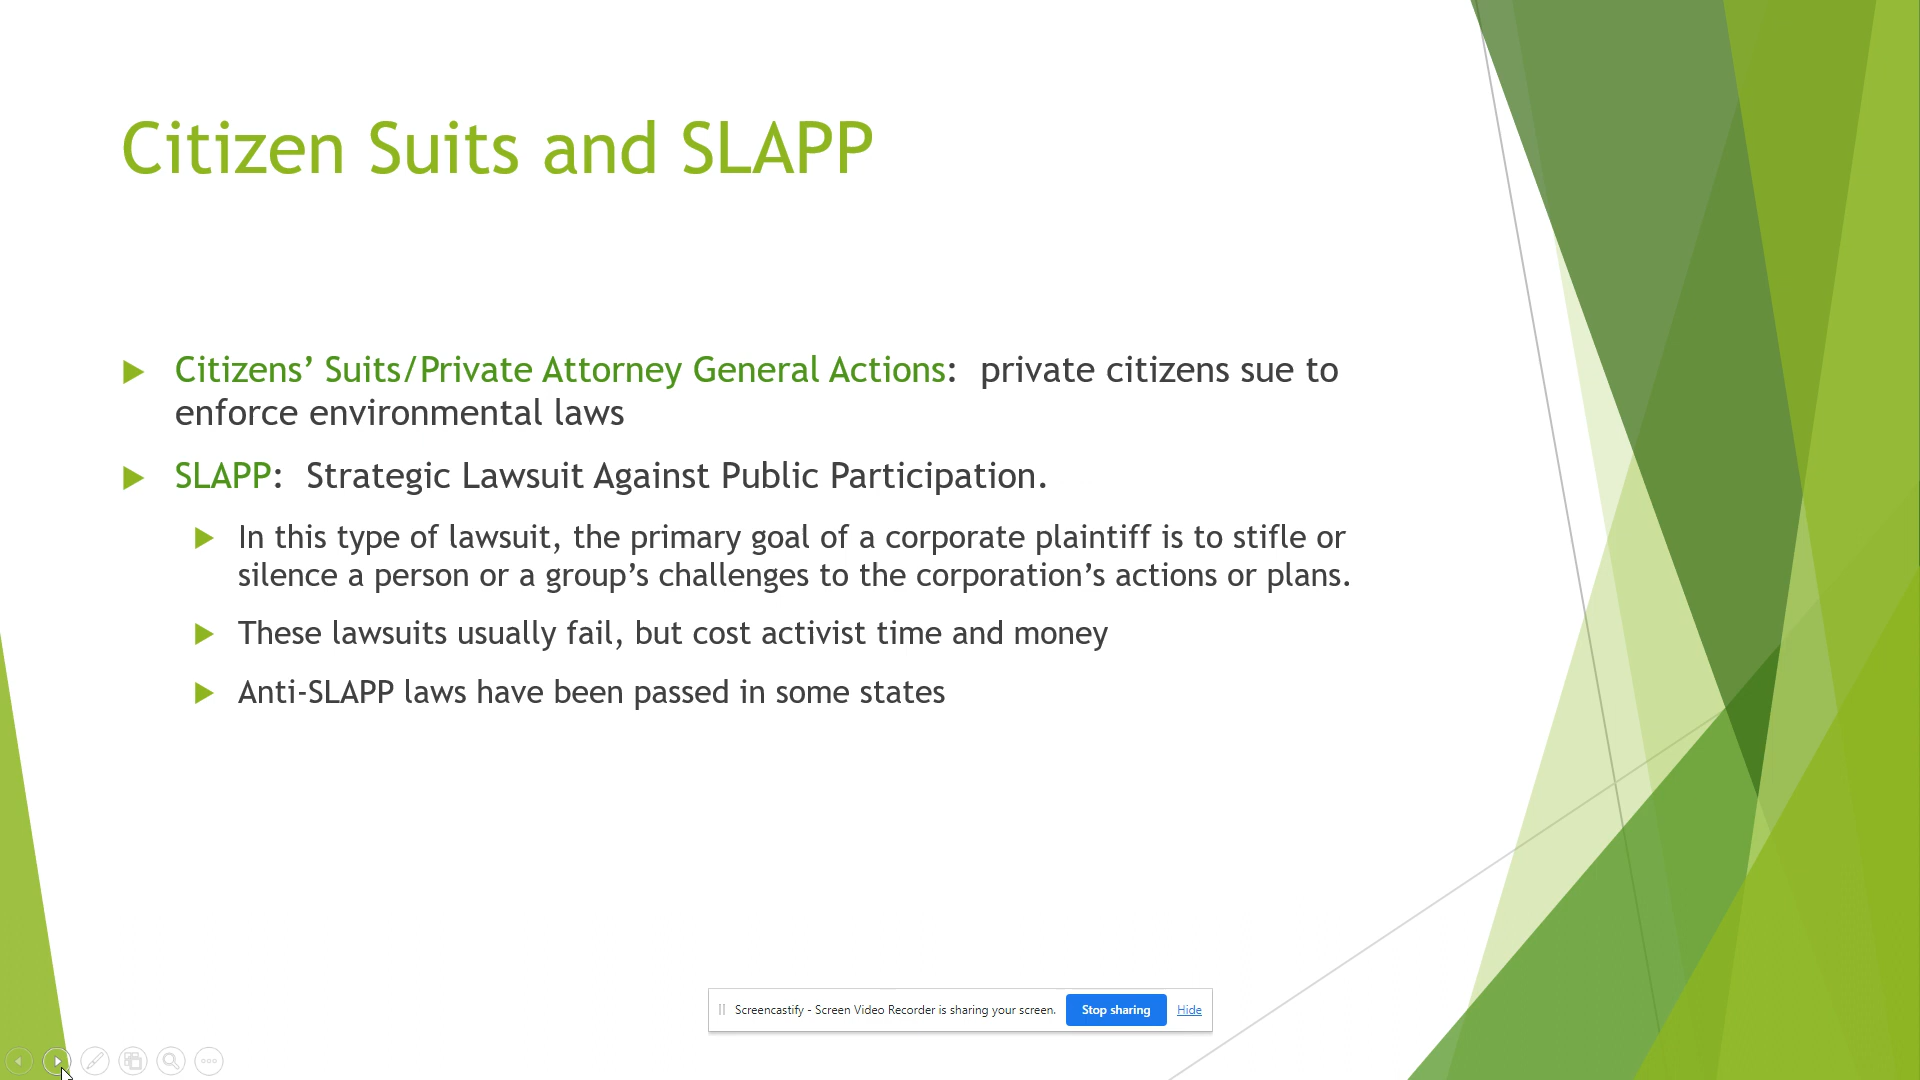 Citizen Suits and SLAPP
Citizens’ Suits/Private Attorney General Actions:  private citizens sue to
enforce environmental laws
SLAPP:  Strategic Lawsuit Against Public Participation.
In this type of lawsuit, the primary goal of a corporate plaintiff is to stifle or
silence a person or a group’s challenges to the corporation’s actions or plans.
These lawsuits usually fail, but cost activist time and money
Anti-SLAPP laws have been passed in some states
Screencastify - Screen Video Recorder is sharing your screen. Stop sharing Hide